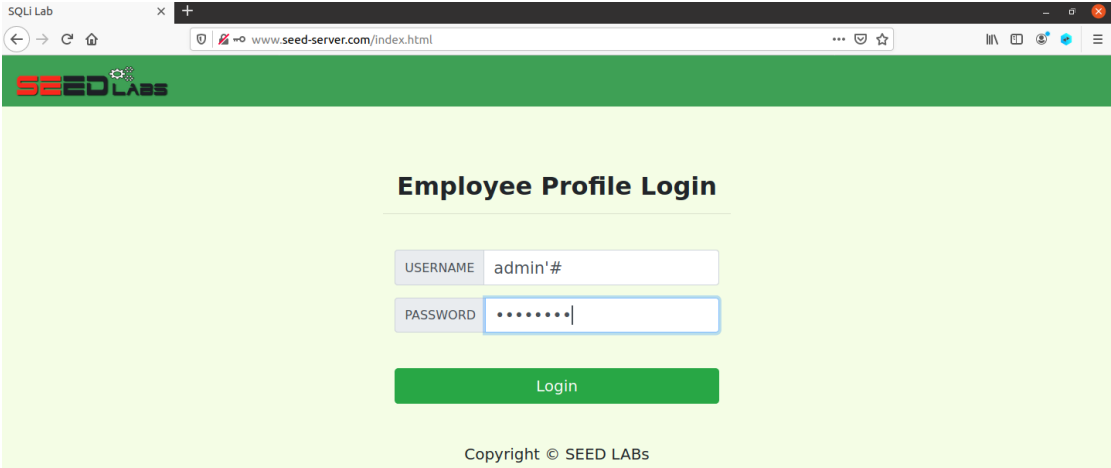 SQLi Lab
www.seed-server.com/index.html
SEED LABS
Employee Profile Login
USERNAME admin'#
PASSWORD ••••••••
Login
Copyright © SEED LABs